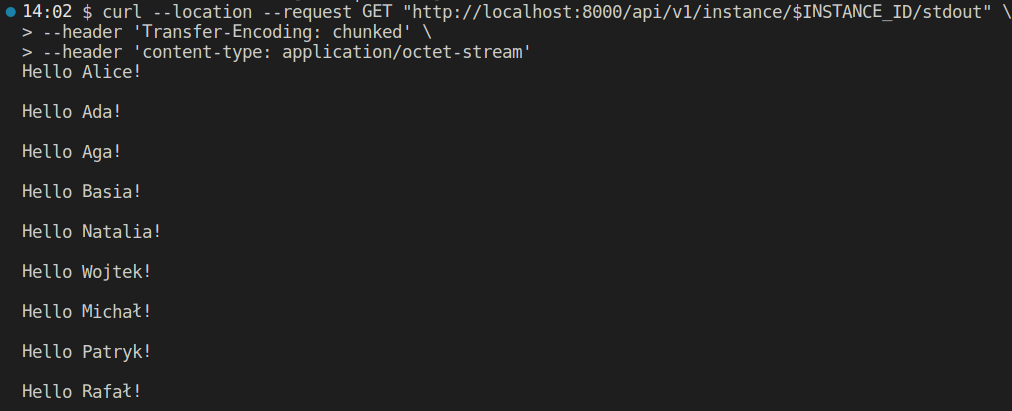 14:02 $ curl --location --request GET "http://localhost:8000/api/v1/instance/$INSTANCE_ID/stdout" \
> --header 'Transfer-Encoding: chunked' \
> --header 'content-type: application/octet-stream'
Hello Alice!
Hello Ada!
Hello Aga!
Hello Basia!
Hello Natalia!
Hello Wojtek!
Hello Michał!
Hello Patryk!
Hello Rafał!